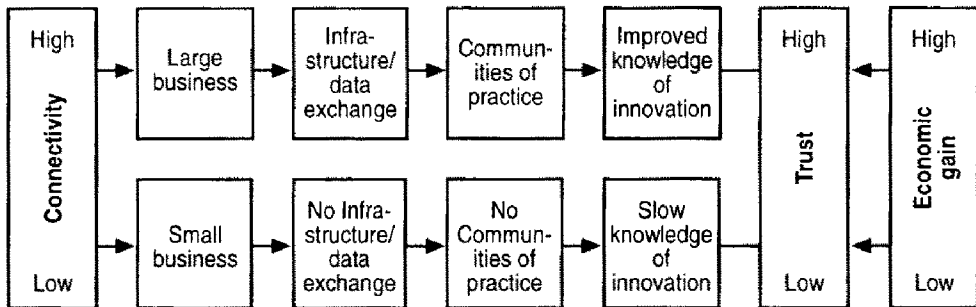 High
Connectivity
Low
Large
business
Infra-
structure/
data
exchange
Commun-
ities of
practice
Improved
knowledge
of
innovation
Small
business
No Infra-
structure/
data
exchange
No
Commun-
ities of
practice
Slow
knowledge
of
innovation
High
Trust
Low
High
Economic
gain
Low